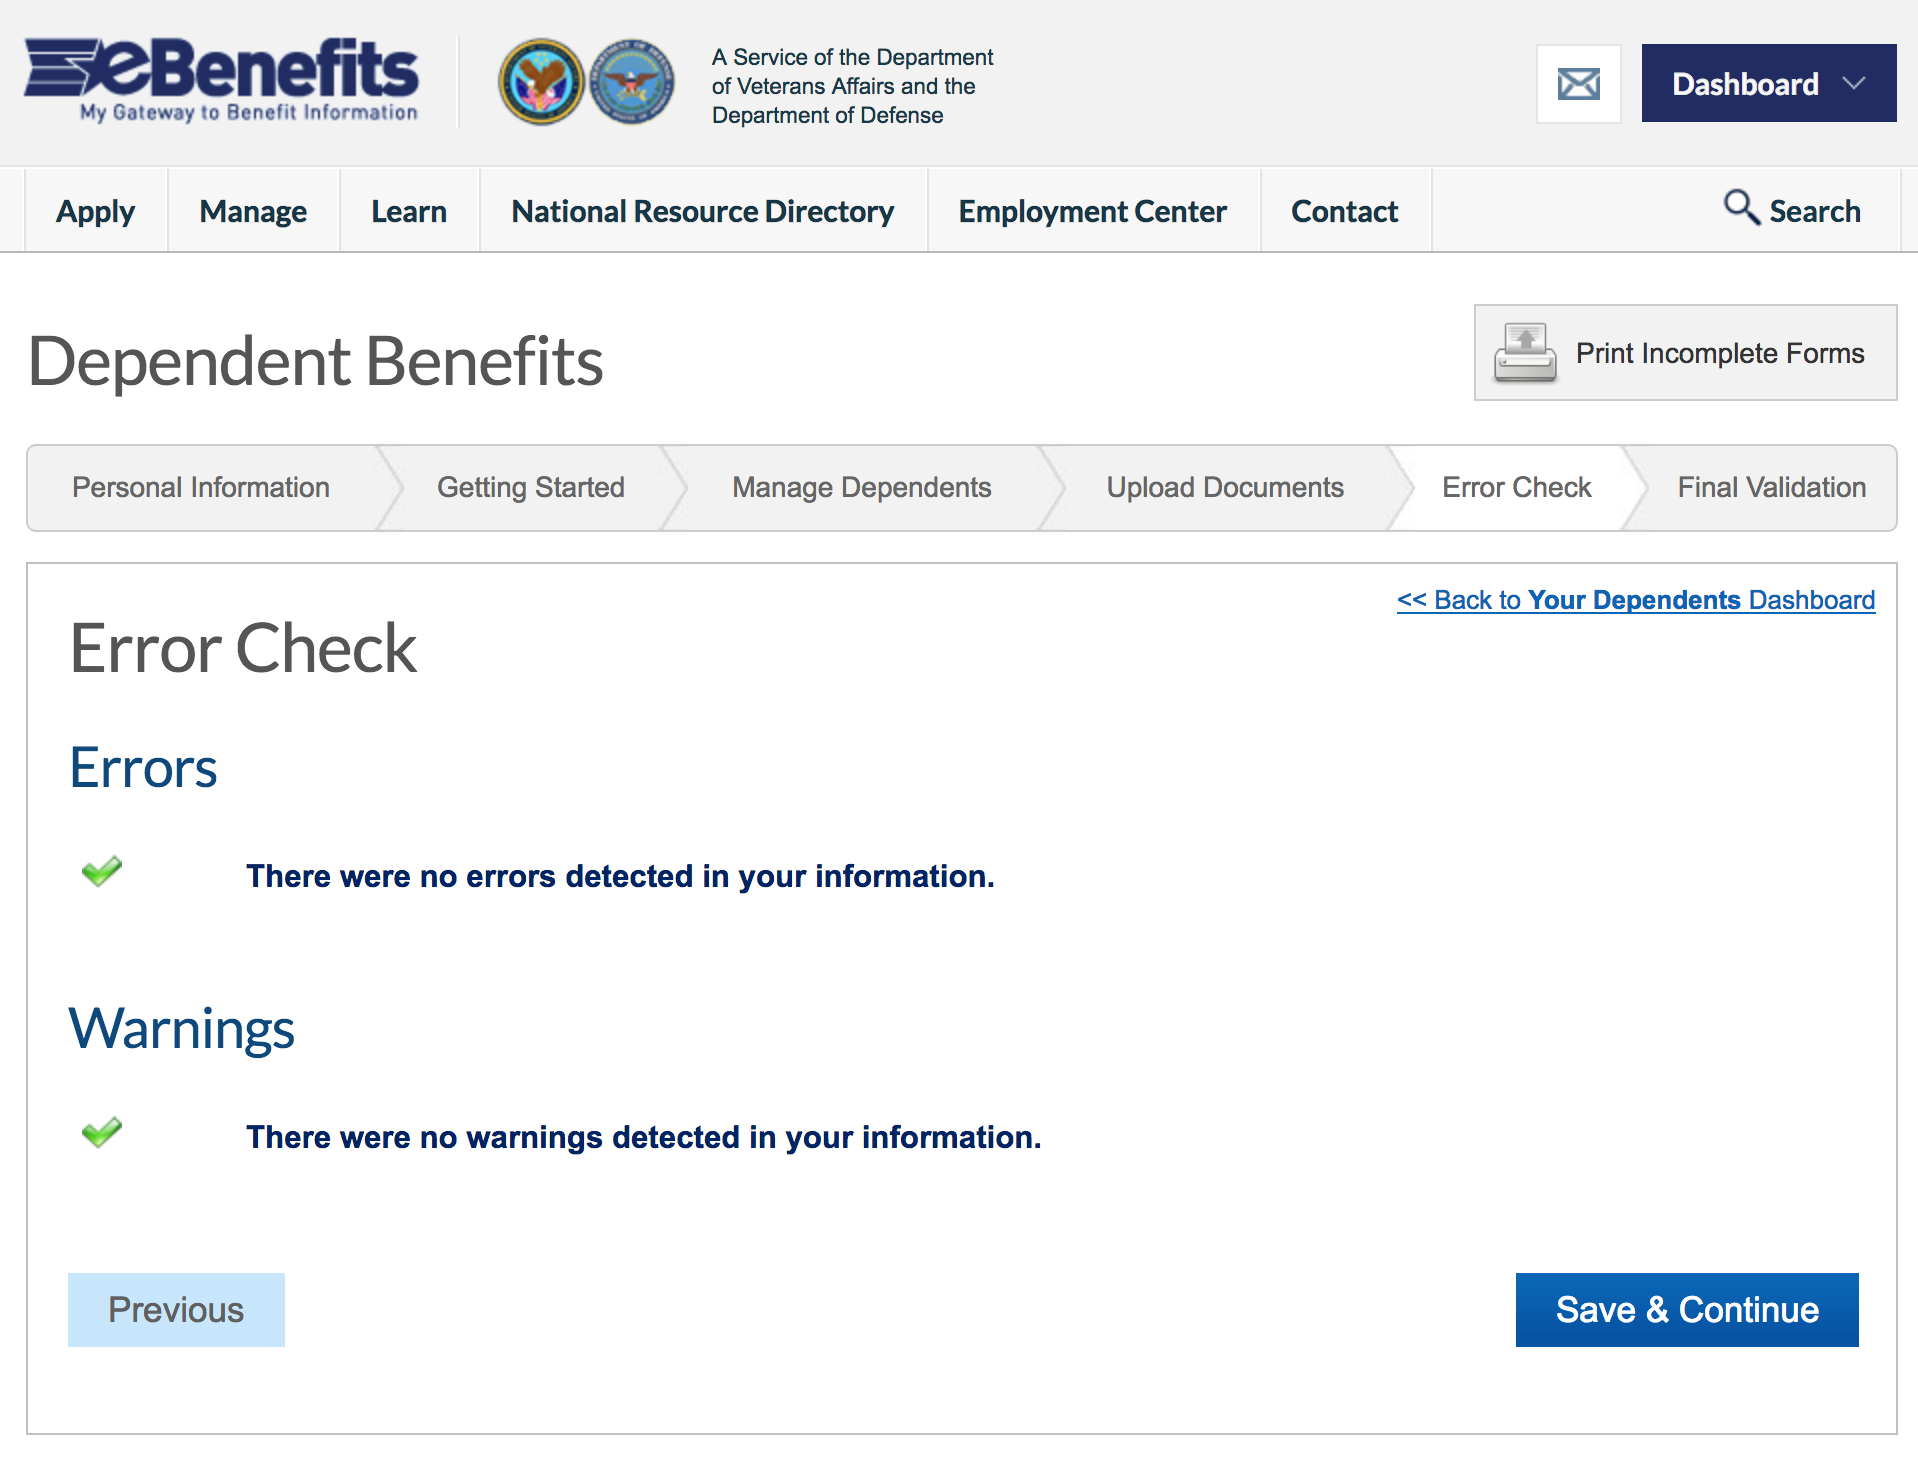 eBenefits
My Gateway to Benefit Information
A Service of the Department
of Veterans Affairs and the
Department of Defense
Dashboard
Apply
Manage
Learn
National Resource Directory
Employment Center
Contact
Search
Dependent Benefits
Print Incomplete Forms
Personal Information
Getting Started
Manage Dependents
Upload Documents
Error Check
Final Validation
<< Back to Your Dependents Dashboard
Error Check
Errors
There were no errors detected in your information.
Warnings
There were no warnings detected in your information.
Previous
Save & Continue